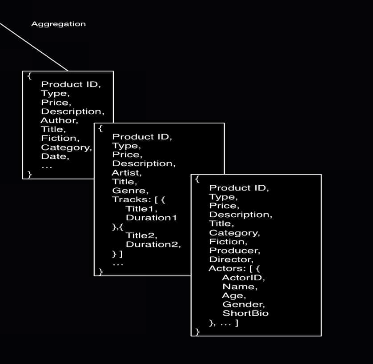 Aggregation
{
Product ID,
Type,
Price,
Description,
Author,
Title,
Fiction,
Category,
Date,
...
}
{
Product ID,
Type,
Price,
Description,
Artist,
Title,
Genre,
Tracks: [ {
Title1,
Duration1
},{
Title2,
Duration2,
} ]
...
}
{
Product ID,
Type,
Price,
Description,
Title,
Category,
Fiction,
Producer,
Director,
Actors: [ {
ActorID,
Name,
Age,
Gender,
ShortBio
}, ... ]
}